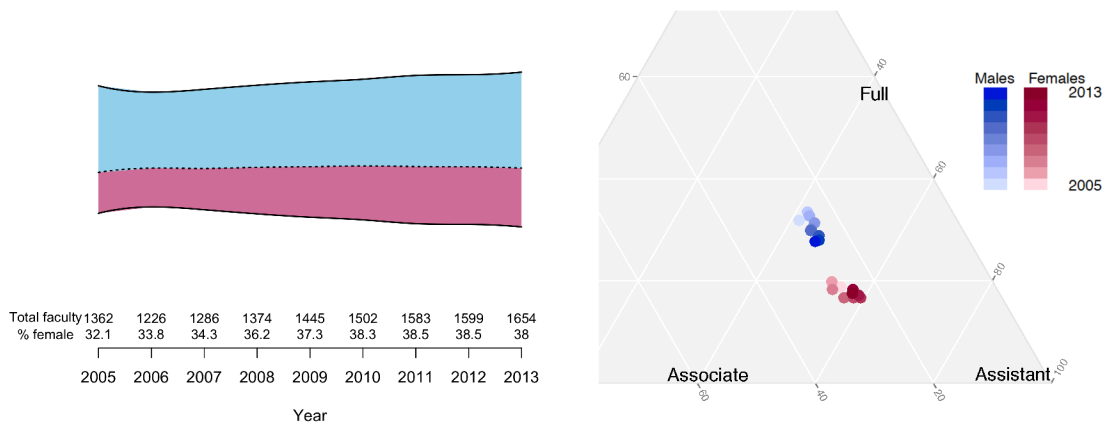 Total faculty 1362 1226 1286 1374 1445 1502 1583 1599 1654
% female 32.1 33.8 34.3 36.2 37.3 38.3 38.5 38.5 38
2005 2006 2007 2008 2009 2010 2011 2012 2013
Year
60
40
Full
60
80
100
Associate
Assistant
60
40
20
Males Females
2013
2005